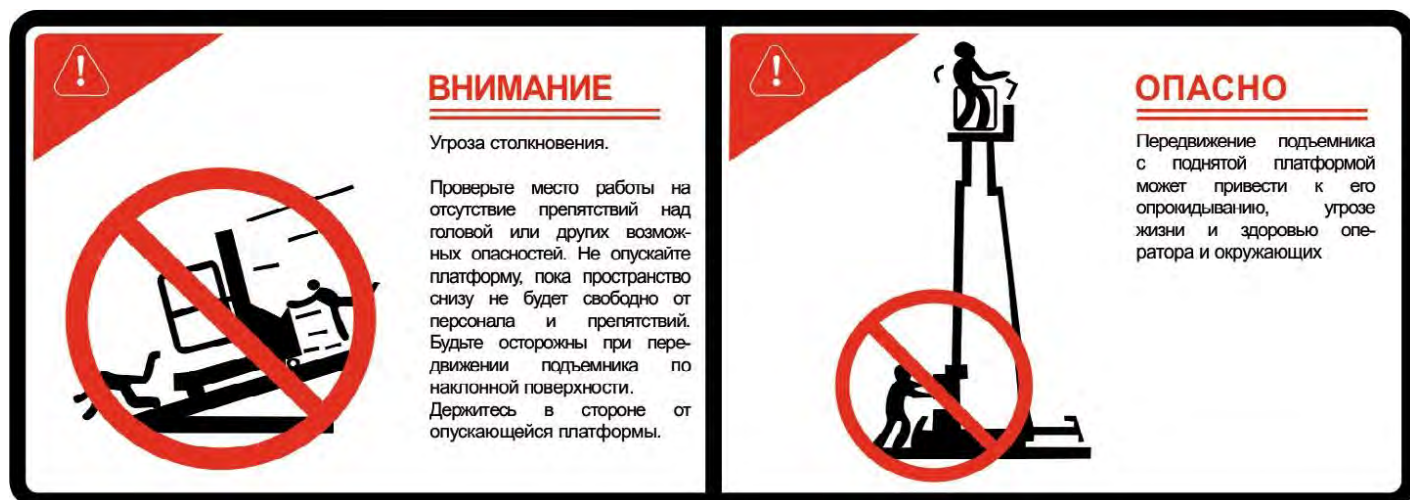 ВНИМАНИЕ
Угроза столкновения.
Проверьте место работы на
отсутствие препятствий над
головой или других возмож-
ных опасностей. Не опускайте
платформу, пока пространство
снизу не будет свободно от
персонала и препятствий.
Будьте осторожны при пере-
движении подъемника по
наклонной поверхности.
Держитесь в стороне от
опускающейся платформы.
ОПАСНО
Передвижение подъемника
с поднятой платформой
может привести к его
опрокидыванию, угрозе
жизни и здоровью опе-
ратора и окружающих